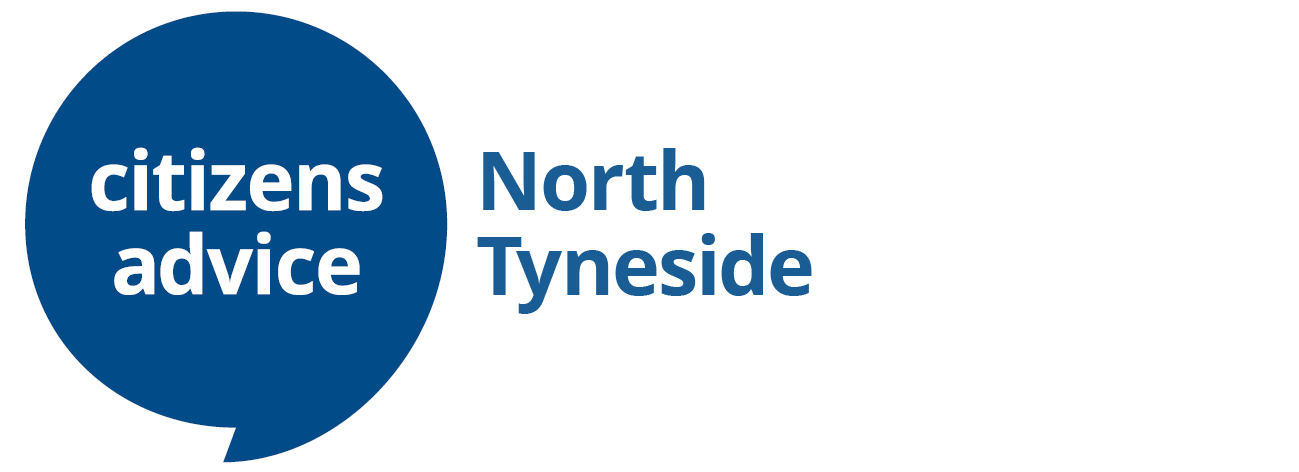 citizens
advice
North
Tyneside